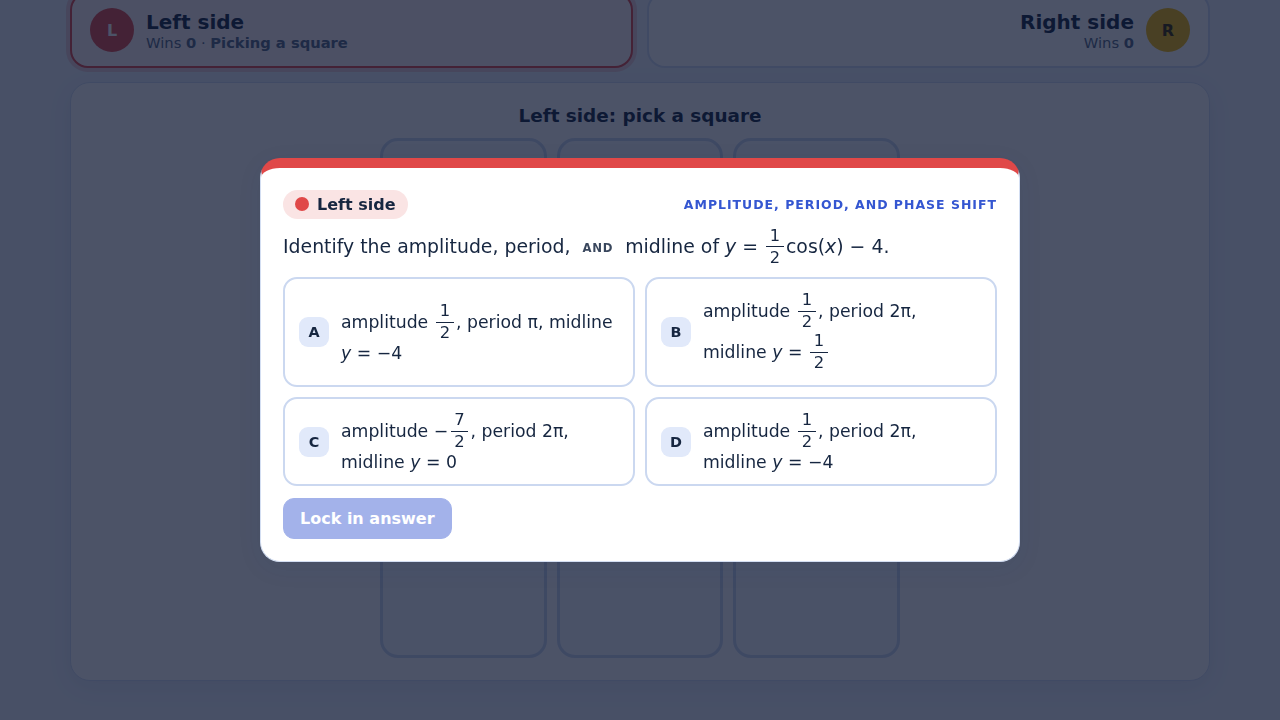 L
Left side
Wins 0 · Picking a square
Right side
Wins 0
R
Left side: pick a square
Left side
AMPLITUDE, PERIOD, AND PHASE SHIFT
Identify the amplitude, period, AND midline of y = 1/2 cos(x) − 4.
A
amplitude 1/2, period π, midline
y = −4
B
amplitude 1/2, period 2π,
midline y = 1/2
C
amplitude −7/2, period 2π,
midline y = 0
D
amplitude 1/2, period 2π,
midline y = −4
Lock in answer